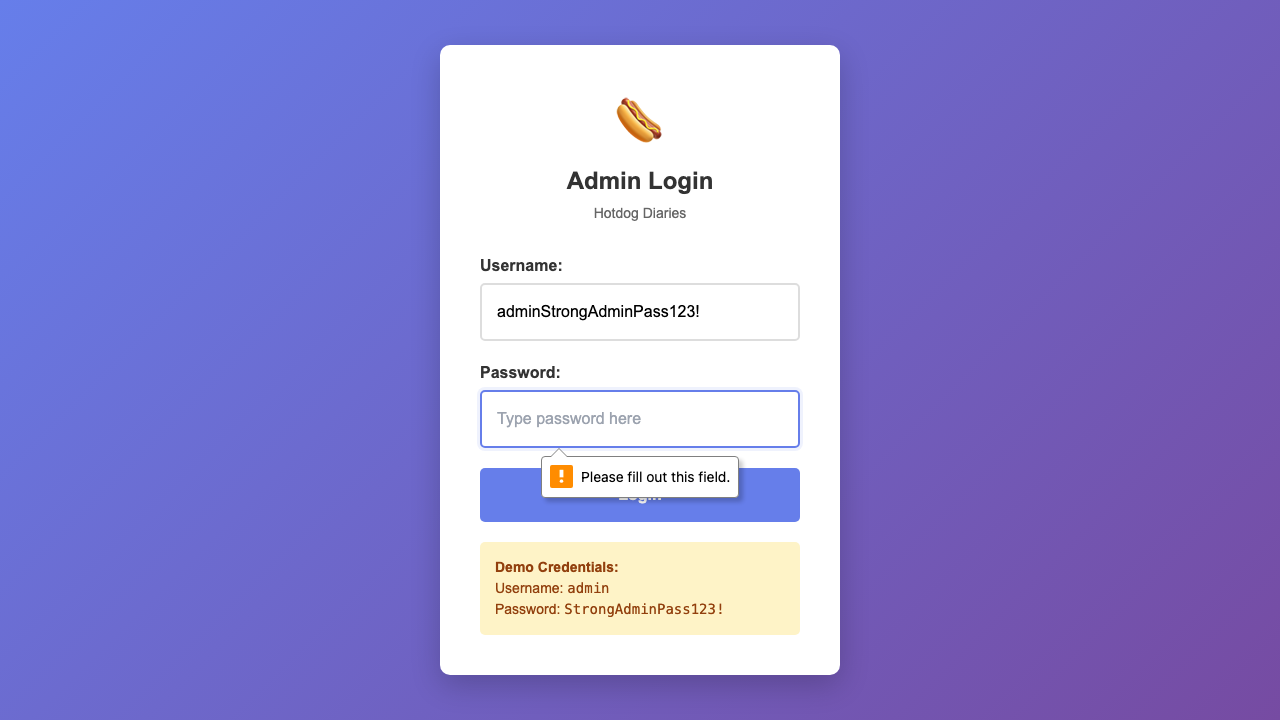 Admin Login
Hotdog Diaries
Username:
adminStrongAdminPass123!
Password:
Type password here
Please fill out this field.
Login
Demo Credentials:
Username: admin
Password: StrongAdminPass123!